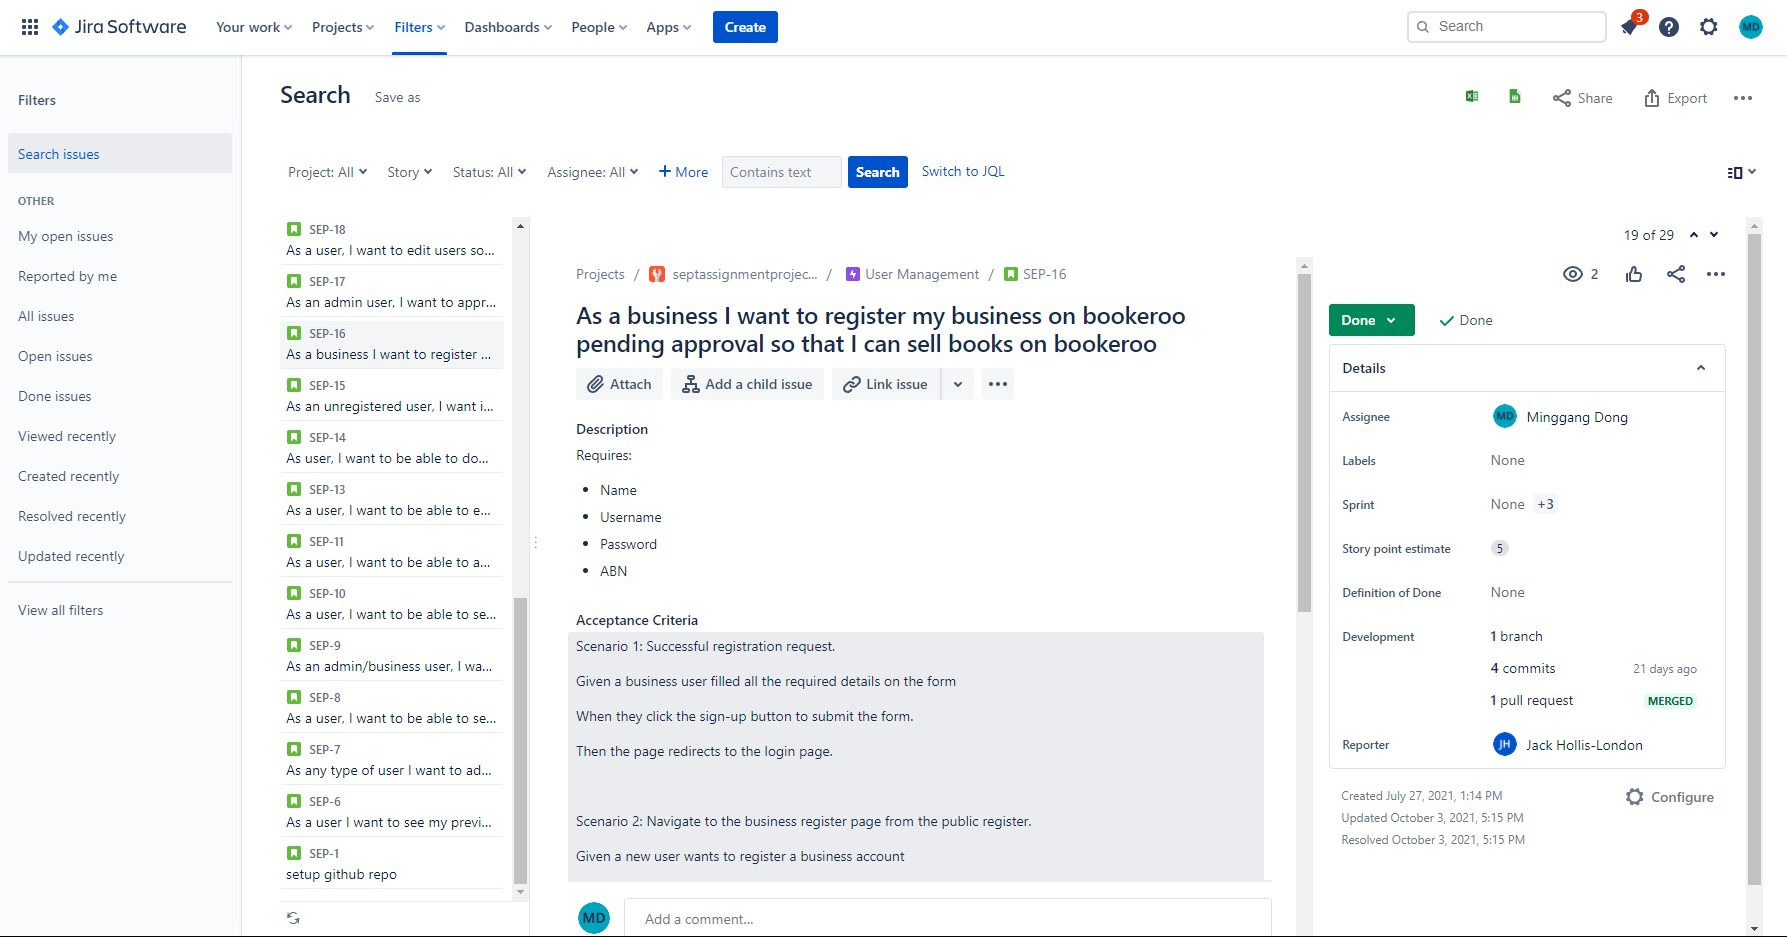 Jira Software
Your work
Projects
Filters
Dashboards
People
Apps
Create
Search
3
MD
Filters
Search issues
OTHER
My open issues
Reported by me
All issues
Open issues
Done issues
Viewed recently
Created recently
Resolved recently
Updated recently
View all filters
Search
Save as
Share
Export
Project: All
Story
Status: All
Assignee: All
+ More
Contains text
Search
Switch to JQL
SEP-18
As a user, I want to edit users so...
SEP-17
As an admin user, I want to appr...
SEP-16
As a business I want to register ...
SEP-15
As an unregistered user, I want i...
SEP-14
As user, I want to be able to do...
SEP-13
As a user, I want to be able to e...
SEP-11
As a user, I want to be able to a...
SEP-10
As a user, I want to be able to se...
SEP-9
As an admin/business user, I wa...
SEP-8
As a user, I want to be able to se...
SEP-7
As any type of user I want to ad...
SEP-6
As a user I want to see my previ...
SEP-1
setup github repo
19 of 29
Projects / septassignmentprojec... / User Management / SEP-16
As a business I want to register my business on bookeroo
pending approval so that I can sell books on bookeroo
Attach
Add a child issue
Link issue
Description
Requires:
• Name
• Username
• Password
• ABN
Acceptance Criteria
Scenario 1: Successful registration request.
Given a business user filled all the required details on the form
When they click the sign-up button to submit the form.
Then the page redirects to the login page.
Scenario 2: Navigate to the business register page from the public register.
Given a new user wants to register a business account
MD
Add a comment...
2
Done
Done
Details
Assignee
MD
Minggang Dong
Labels
None
Sprint
None +3
Story point estimate
5
Definition of Done
None
Development
1 branch
4 commits
21 days ago
1 pull request
MERGED
Reporter
JH
Jack Hollis-London
Created July 27, 2021, 1:14 PM
Updated October 3, 2021, 5:15 PM
Resolved October 3, 2021, 5:15 PM
Configure